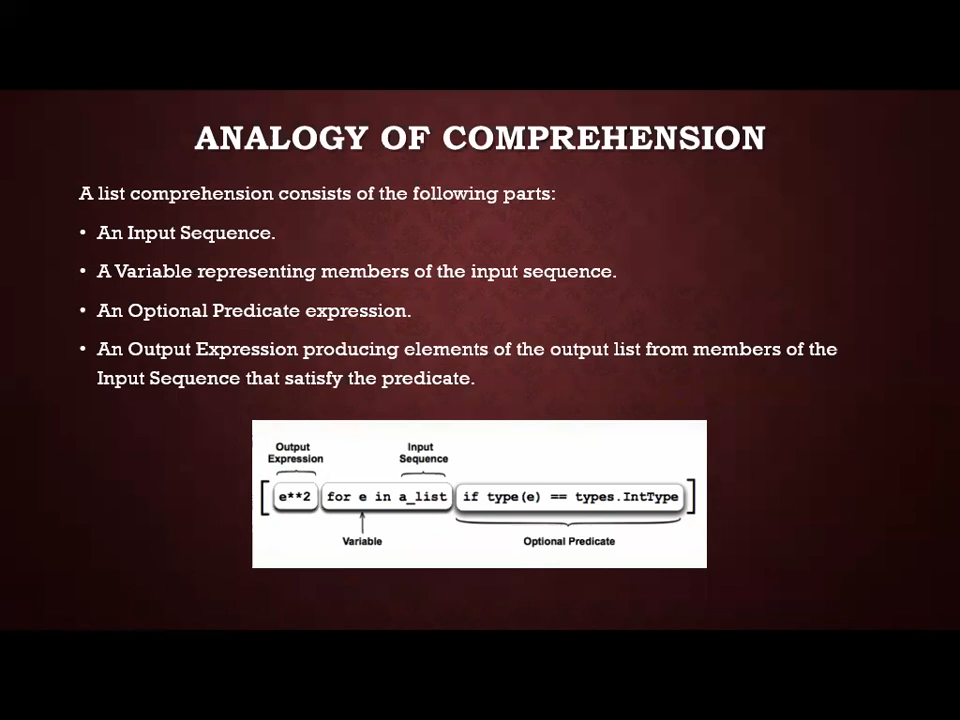 ANALOGY OF COMPREHENSION
A list comprehension consists of the following parts:
• An Input Sequence.
• A Variable representing members of the input sequence.
• An Optional Predicate expression.
• An Output Expression producing elements of the output list from members of the
Input Sequence that satisfy the predicate.
Output Expression
Input Sequence
[ e**2 for e in a_list if type(e) == types.IntType ]
Variable
Optional Predicate